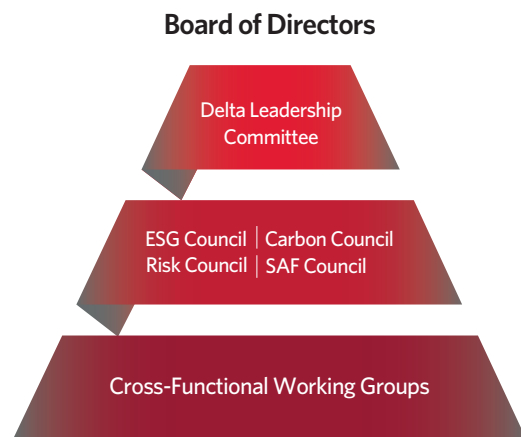 Board of Directors
Delta Leadership
Committee
ESG Council | Carbon Council
Risk Council | SAF Council
Cross-Functional Working Groups